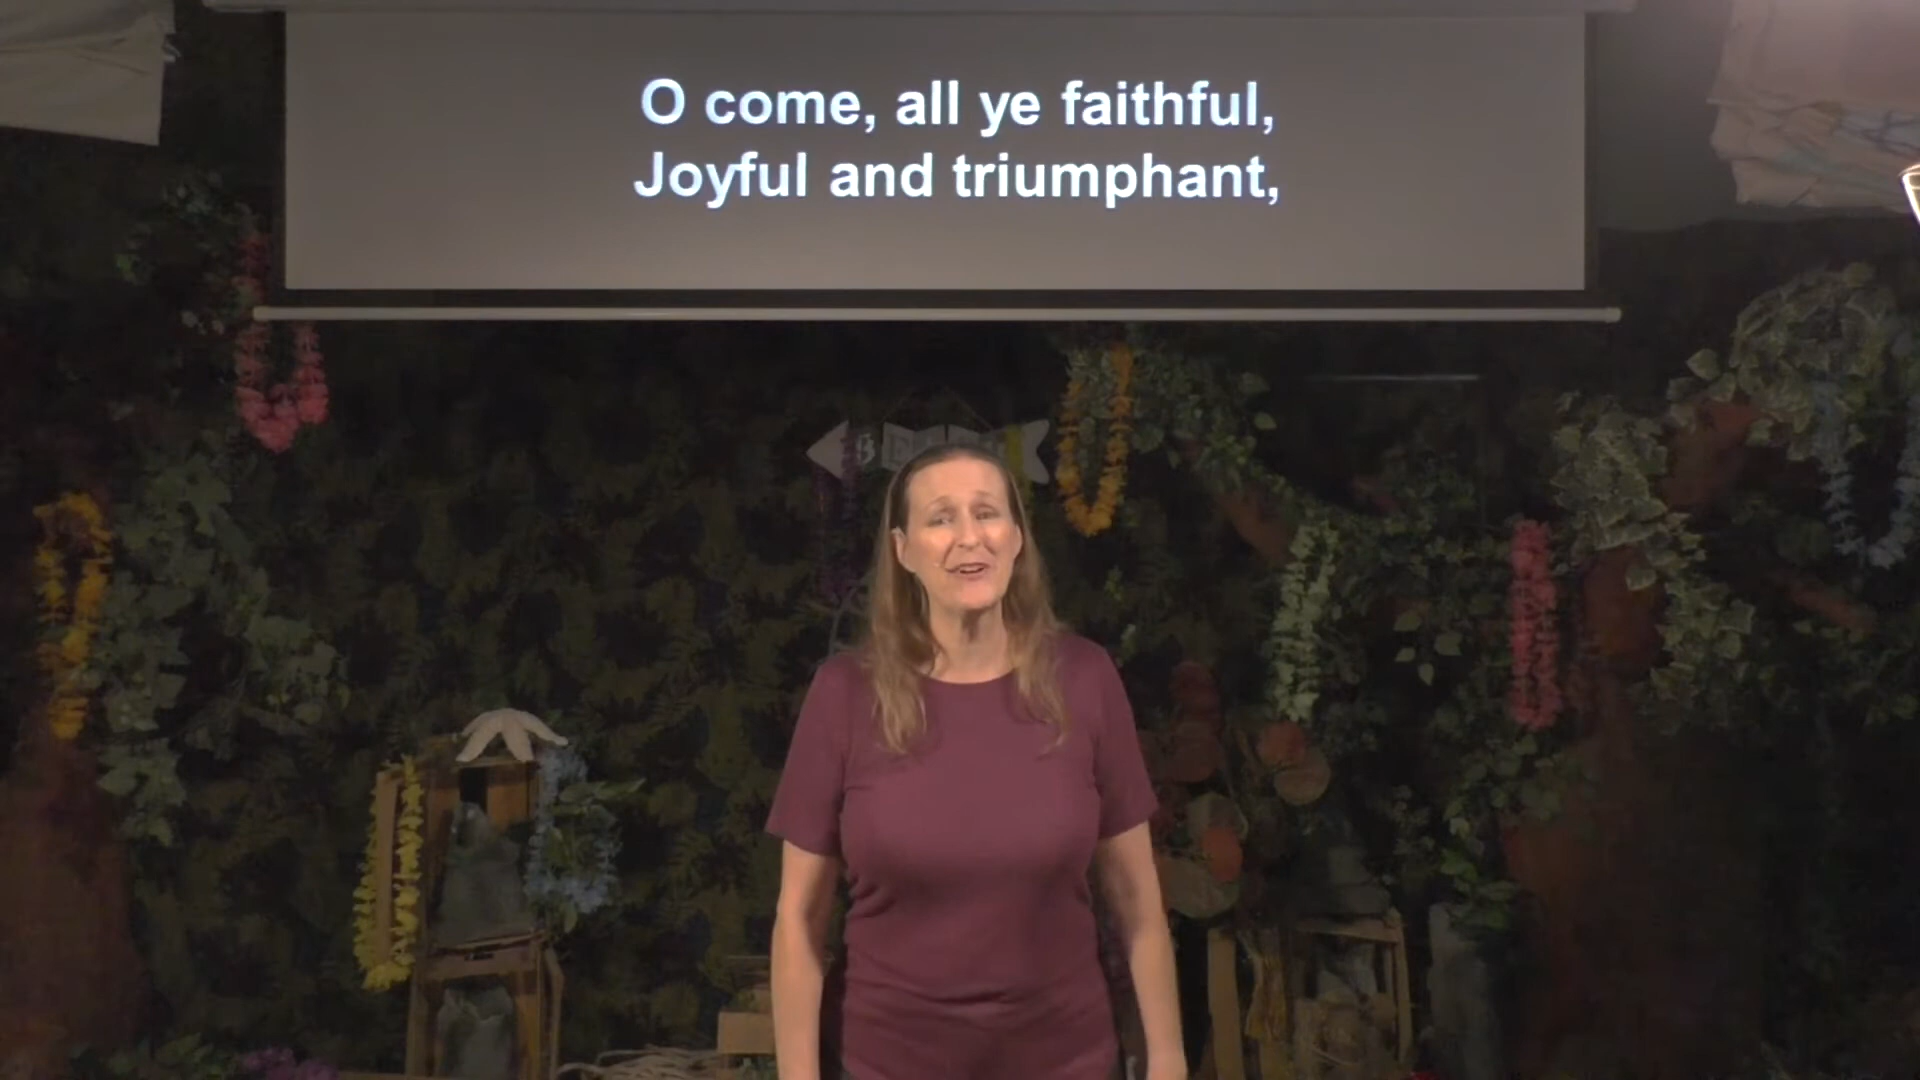 O come, all ye faithful,
Joyful and triumphant,